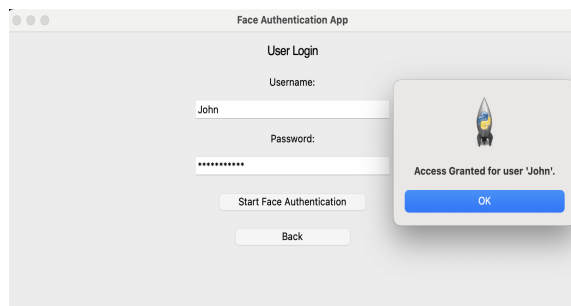 Face Authentication App
User Login
Username:
John
Password:
***********
Start Face Authentication
Back
Access Granted for user 'John'.
OK